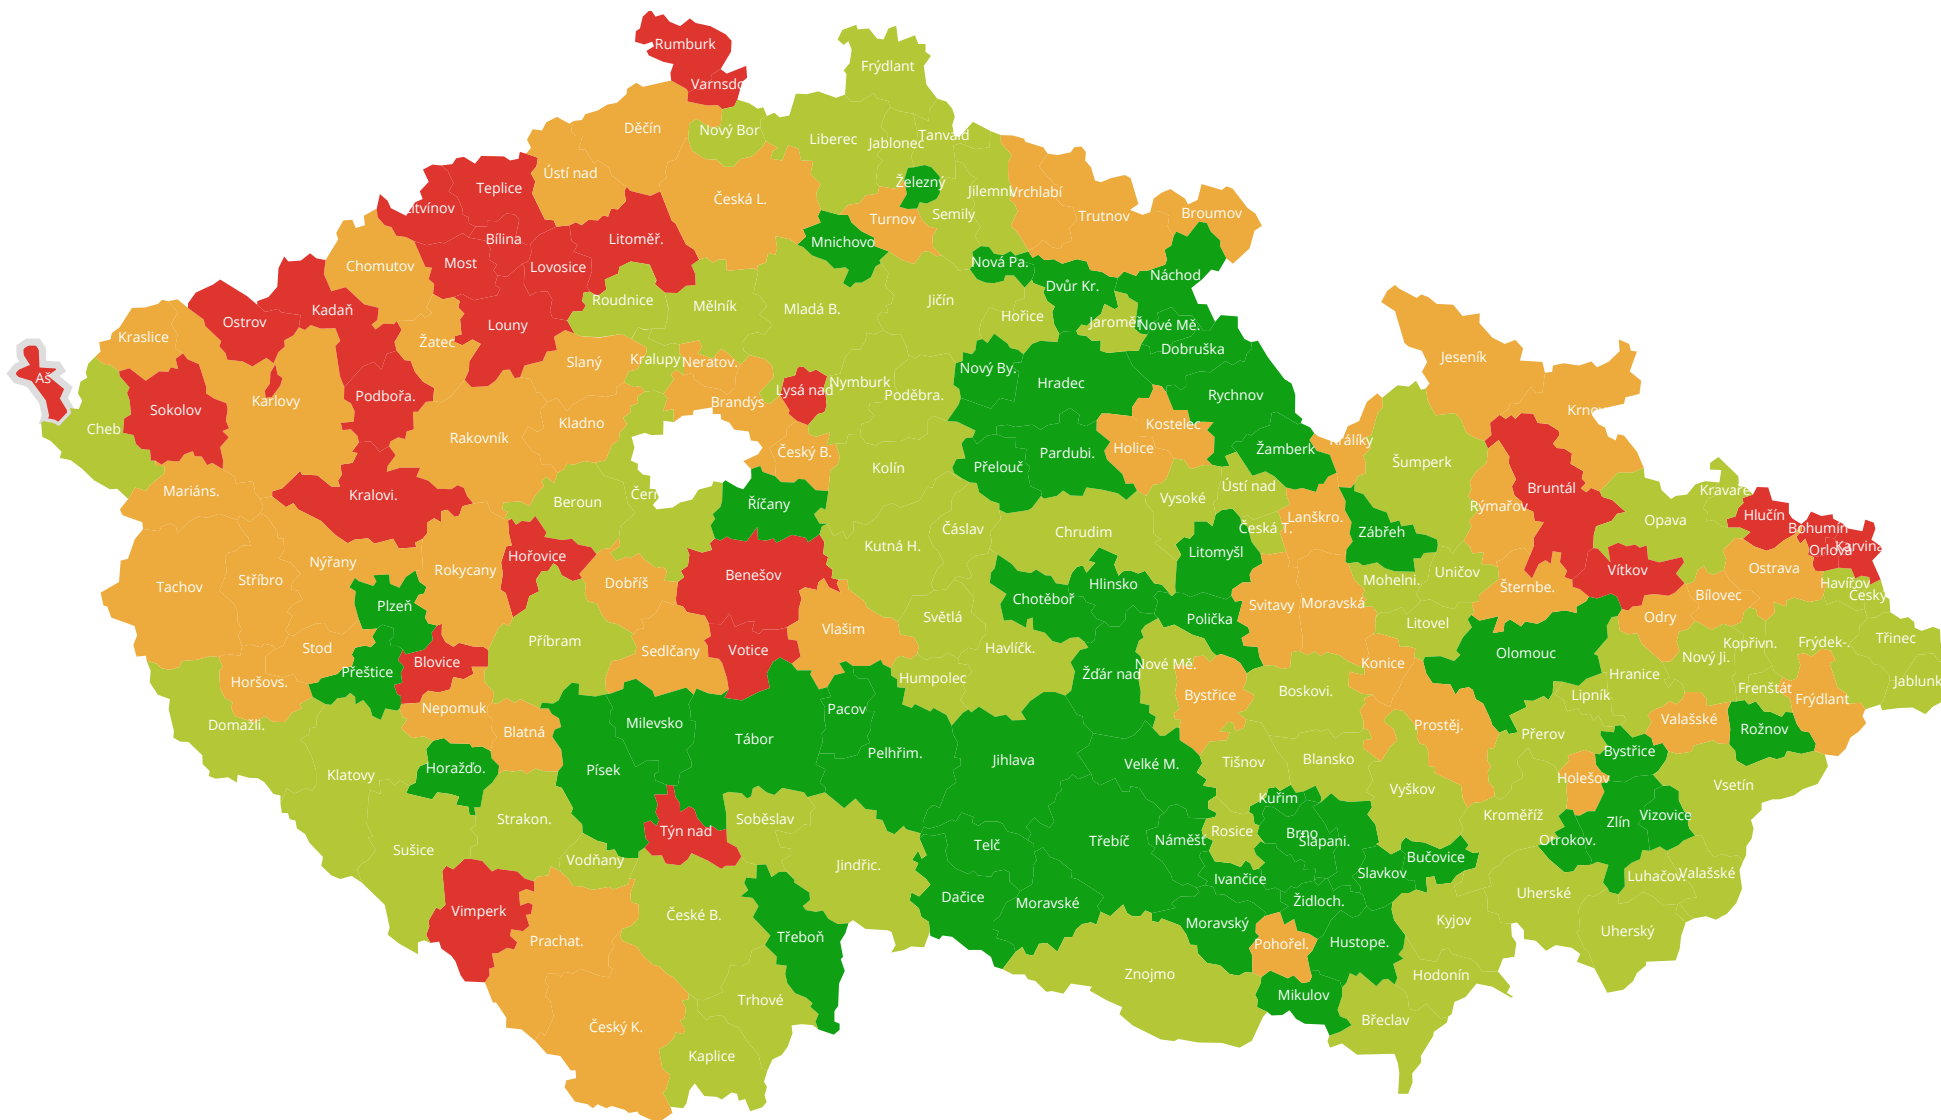 Rumburk
Frýdlant
Varnsdo
Děčín
Nový Bor
Liberec
Jablonec
Tanvald
Ústí nad
Teplice
Železný
Jilemni
Vrchlabí
Česká L.
Litvínov
Turnov
Semily
Trutnov
Broumov
Bílina
Litoměř.
Mnichovo
Most
Lovosice
Chomutov
Nová Pa.
Náchod
Dvůr Kr.
Roudnice
Mělník
Mladá B.
Jičín
Kadaň
Ostrov
Louny
Hořice
Jaroměř
Nové Mě.
Kraslice
Žatec
Dobruška
Slaný
Kralupy
Neratov.
Jeseník
Aš
Nový By.
Hradec
Nymburk
Lysá nad
Poděbra.
Rychnov
Podbořa.
Karlovy
Brandýs
Sokolov
Krnov
Cheb
Kladno
Kostelec
Rakovník
Králíky
Holice
Žamberk
Český B.
Pardubi.
Kolín
Přelouč
Šumperk
Mariáns.
Kralovi.
Beroun
Čern
Vysoké
Ústí nad
Bruntál
Kravaře
Říčany
Rýmařov
Opava
Hlučín
Lanškro.
Česká T.
Čáslav
Chrudim
Zábřeh
Bohumín
Kutná H.
Litomyšl
Orlová
Karviná
Hořovice
Nýřany
Rokycany
Benešov
Stříbro
Tachov
Dobříš
Hlinsko
Mohelni.
Uničov
Vítkov
Ostrava
Havířov
Český
Šternbe.
Bílovec
Plzeň
Chotěboř
Svitavy
Moravská
Světlá
Polička
Odry
Litovel
Vlašim
Příbram
Stod
Sedlčany
Votice
Havlíčk.
Kopřivn.
Frýdek-.
Třinec
Olomouc
Nový Ji.
Blovice
Přeštice
Konice
Nové Mě.
Žďár nad
Hranice
Humpolec
Horšovs.
Bystřice
Boskovi.
Lipník
Frenštát
Frýdlant
Jablunk
Nepomuk
Pacov
Domažli.
Milevsko
Blatná
Prostěj.
Valašské
Rožnov
Přerov
Tábor
Pelhřim.
Bystřice
Jihlava
Velké M.
Tišnov
Blansko
Horažďo.
Písek
Klatovy
Holešov
Vsetín
Vyškov
Kuřim
Strakon.
Soběslav
Kroměříž
Vizovice
Zlín
Týn nad
Rosice
Brno
Šlapani.
Třebíč
Náměšť
Otrokov.
Telč
Sušice
Vodňany
Jindřic.
Bučovice
Slavkov
Ivančice
Luhačov.
Valašské
Dačice
Moravské
Židloch.
Uherské
Vimperk
České B.
Kyjov
Moravský
Třeboň
Uherský
Prachat.
Pohořel.
Hustope.
Znojmo
Hodonín
Mikulov
Trhové
Břeclav
Český K.
Kaplice